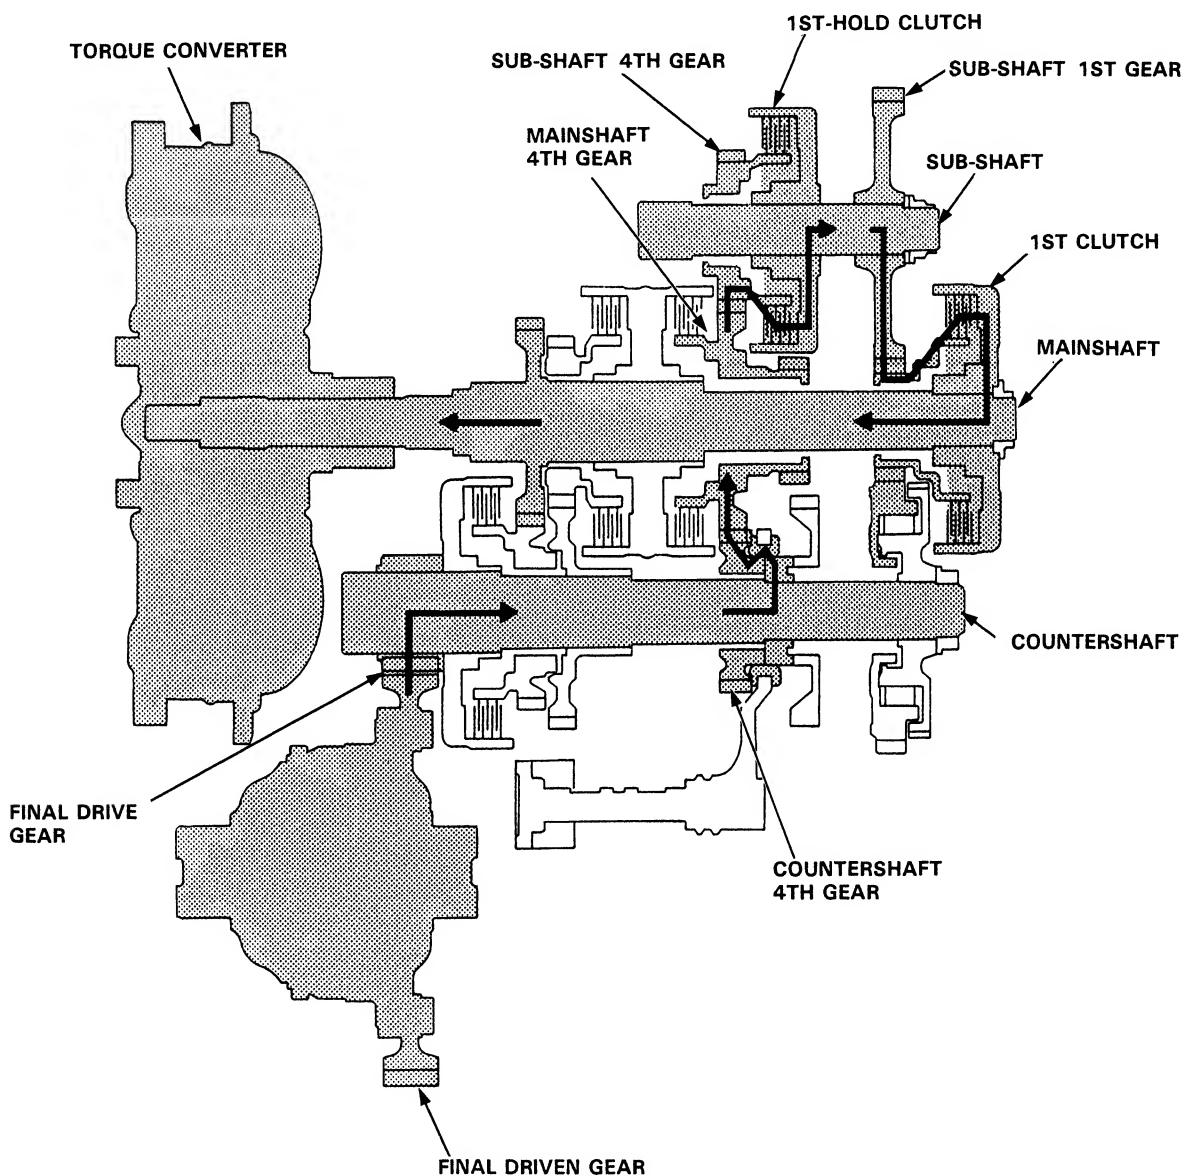 1ST-HOLD CLUTCH
TORQUE CONVERTER
SUB-SHAFT 4TH GEAR
SUB-SHAFT 1ST GEAR
MAINSHAFT
4TH GEAR
SUB-SHAFT
1ST CLUTCH
MAINSHAFT
COUNTERSHAFT
FINAL DRIVE
GEAR
COUNTERSHAFT
4TH GEAR
FINAL DRIVEN GEAR